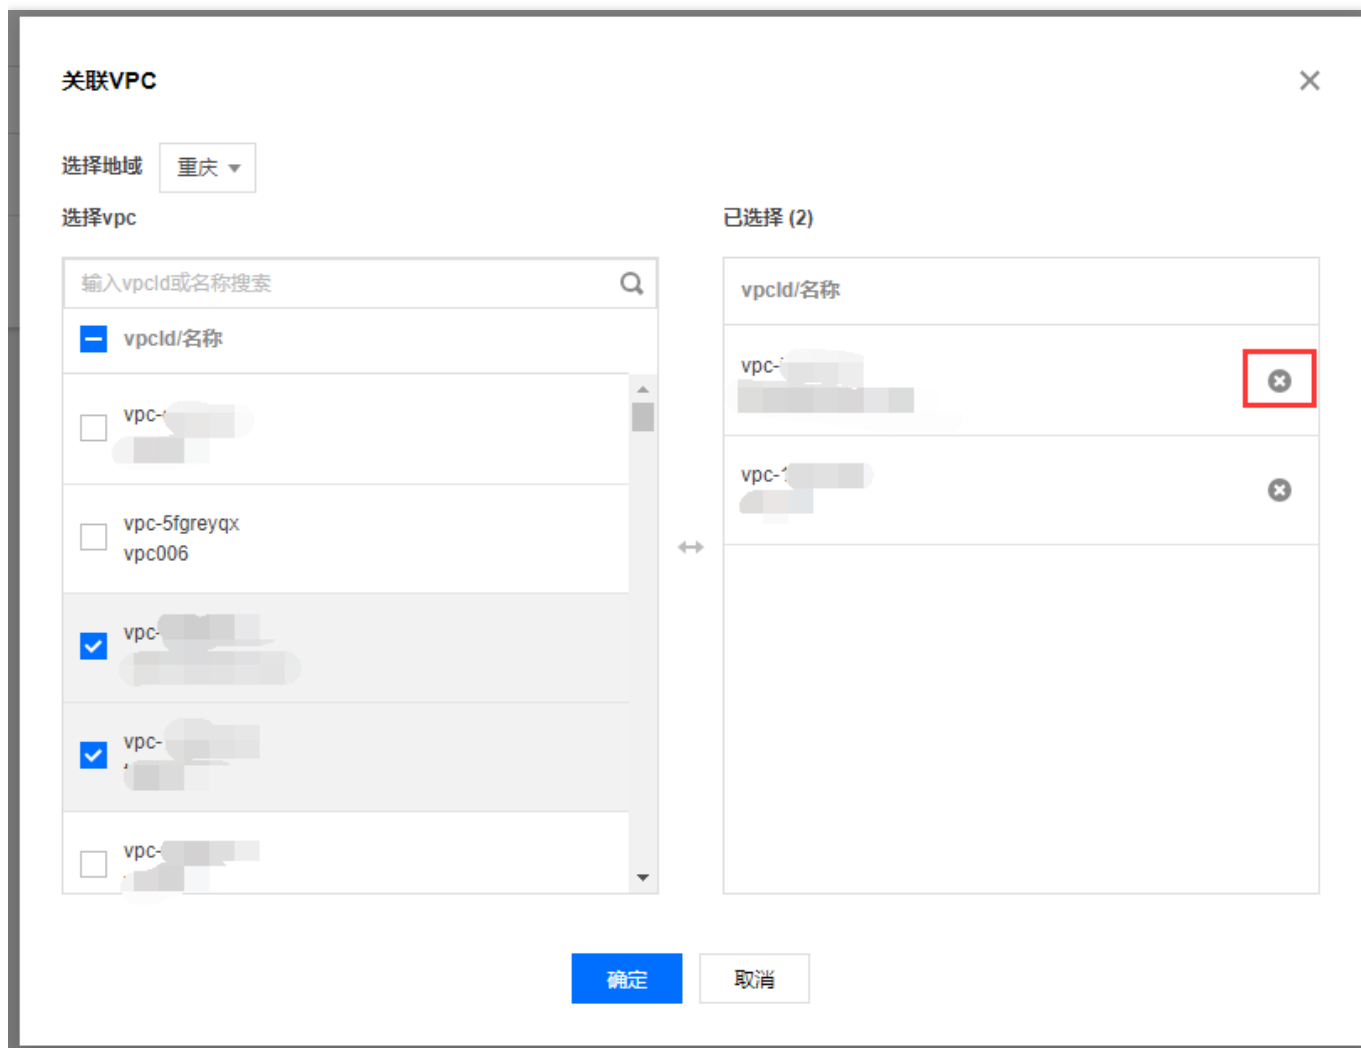 关联VPC
选择地域 重庆
选择vpc
输入vpcId或名称搜索
vpcId/名称
vpc-
vpc-5fgreyqx
vpc006
vpc-
vpc-
vpc-
已选择 (2)
vpcId/名称
vpc-
vpc-
确定 取消